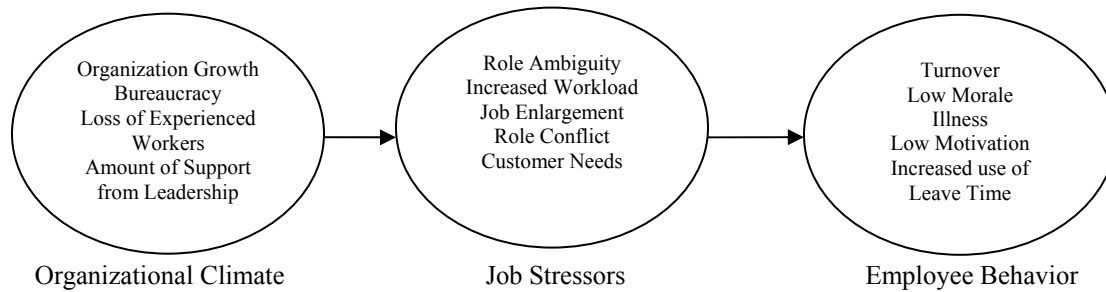 Organization Growth
Bureaucracy
Loss of Experienced
Workers
Amount of Support
from Leadership
Organizational Climate
Role Ambiguity
Increased Workload
Job Enlargement
Role Conflict
Customer Needs
Job Stressors
Turnover
Low Morale
Illness
Low Motivation
Increased use of
Leave Time
Employee Behavior